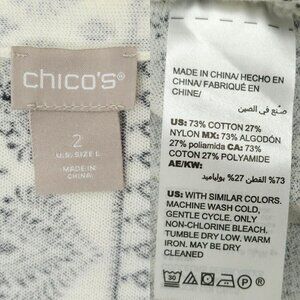 chico's®
2
U.S. SIZE L
MADE IN
CHINA
MADE IN CHINA/ HECHO EN
CHINA/ FABRIQUÉ EN
CHINE/
صنع في الصين
US: 73% COTTON 27%
NYLON MX: 73% ALGODÓN
27% poliamida CA: 73%
COTON 27% POLYAMIDE
AE/KW:
73% القطن 27% بولياميد
US: WITH SIMILAR COLORS.
MACHINE WASH COLD,
GENTLE CYCLE. ONLY
NON-CHLORINE BLEACH.
TUMBLE DRY LOW. WARM
IRON. MAY BE DRY
CLEANED
30